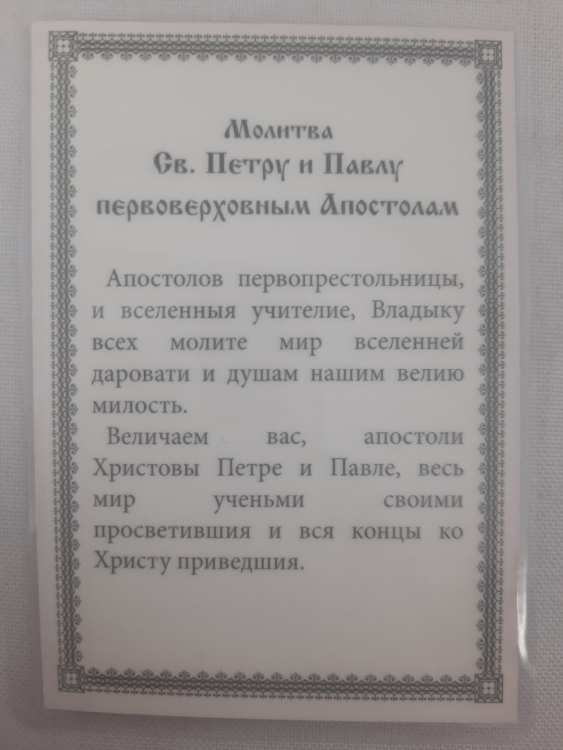 Молитва
Св. Петру и Павлу
первоверховным Апостолам
Апостолов первопрестольницы,
и вселенныя учителие, Владыку
всех молите мир вселенней
даровати и душам нашим велию
милость.
Величаем вас, апостоли
Христовы Петре и Павле, весь
мир ученьми своими
просветившия и вся концы ко
Христу приведшия.